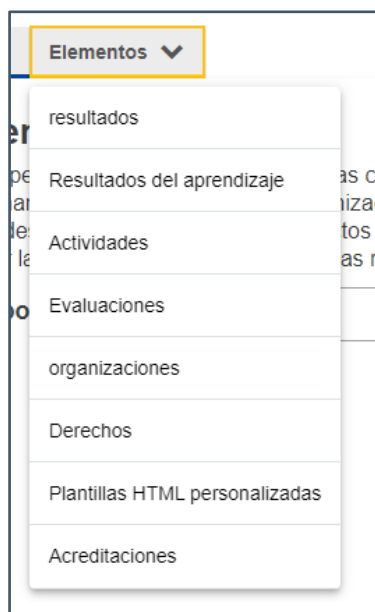 Elementos
resultados
Resultados del aprendizaje
Actividades
Evaluaciones
organizaciones
Derechos
Plantillas HTML personalizadas
Acreditaciones